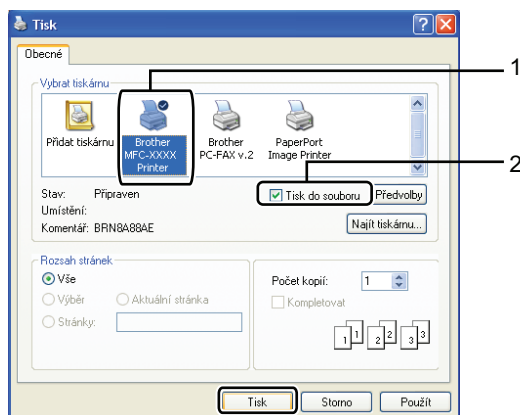 Tisk
Obecné
1
Vybrat tiskárnu
Přidat tiskárnu
Brother MFC-XXXX Printer
Brother PC-FAX v.2
PaperPort Image Printer
2
Stav: Připraven
Tisk do souboru
Předvolby
Umístění:
Komentář: BRN8A88AE
Najít tiskárnu...
Rozsah stránek
Vše
Počet kopií: 1
Výběr
Aktuální stránka
Kompletovat
Stránky:
1 1 2 2 3 3
Tisk
Storno
Použít